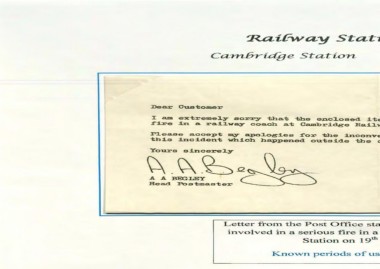 Railway Stati
Cambridge Station
Dear Customer
I am extremely sorry that the enclosed ite
fire in a railway coach at Cambridge Rail
Please accept my apologies for the inconve
this incident which happened outside the c
Yours sincerely
A A Begley
A A BEGLEY
Head Postmaster
Letter from the Post Office sta
involved in a serious fire in a
Station on 19th
Known periods of us